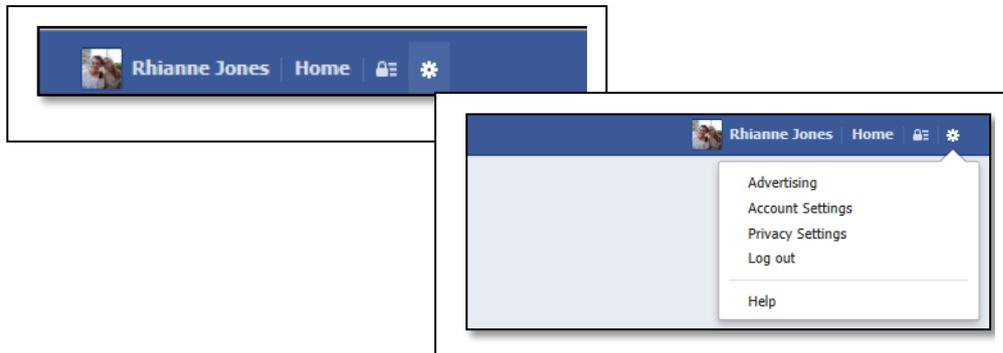 Rhianne Jones Home
Rhianne Jones Home
Advertising
Account Settings
Privacy Settings
Log out
Help